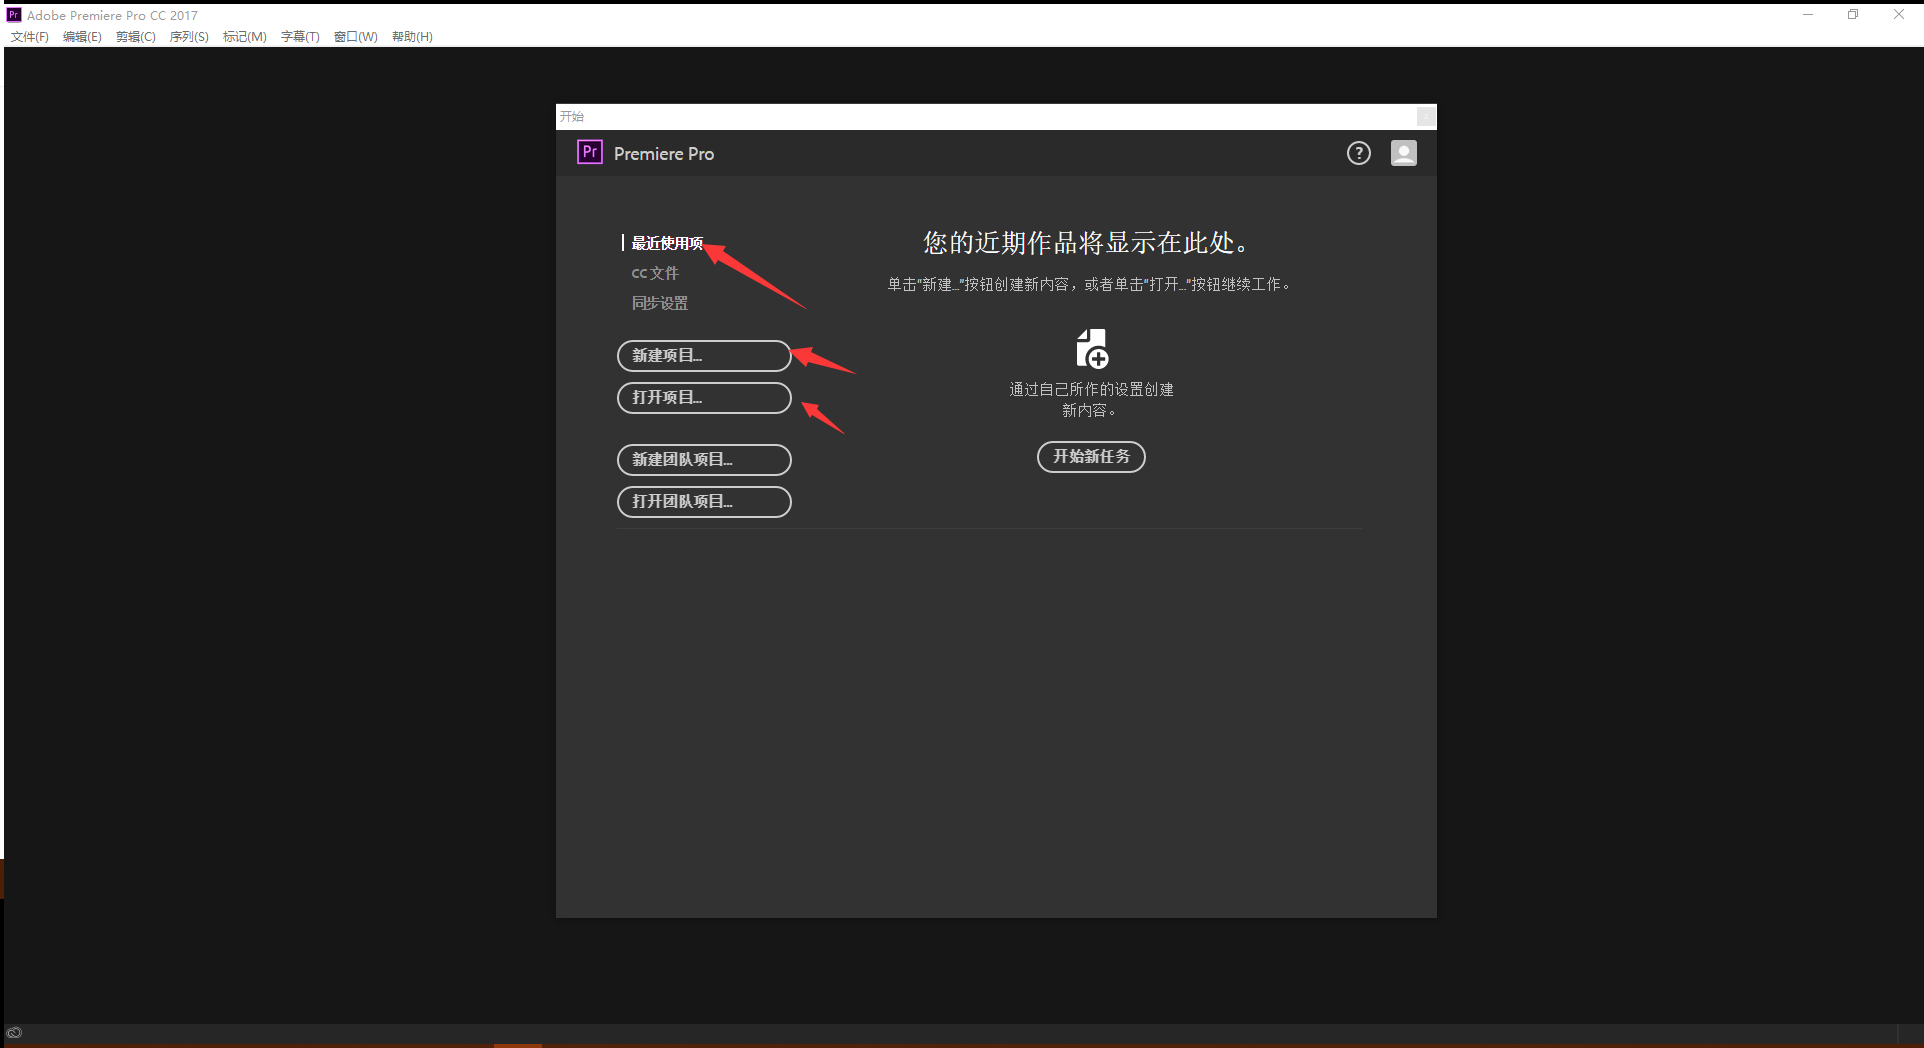 Pr Adobe Premiere Pro CC 2017
文件(F) 编辑(E) 剪辑(C) 序列(S) 标记(M) 字幕(T) 窗口(W) 帮助(H)
开始
Pr Premiere Pro
?
最近使用项
CC 文件
同步设置
新建项目...
打开项目...
新建团队项目...
打开团队项目...
您的近期作品将显示在此处。
单击"新建..."按钮创建新内容，或者单击"打开..."按钮继续工作。
通过自己所作的设置创建
新内容。
开始新任务